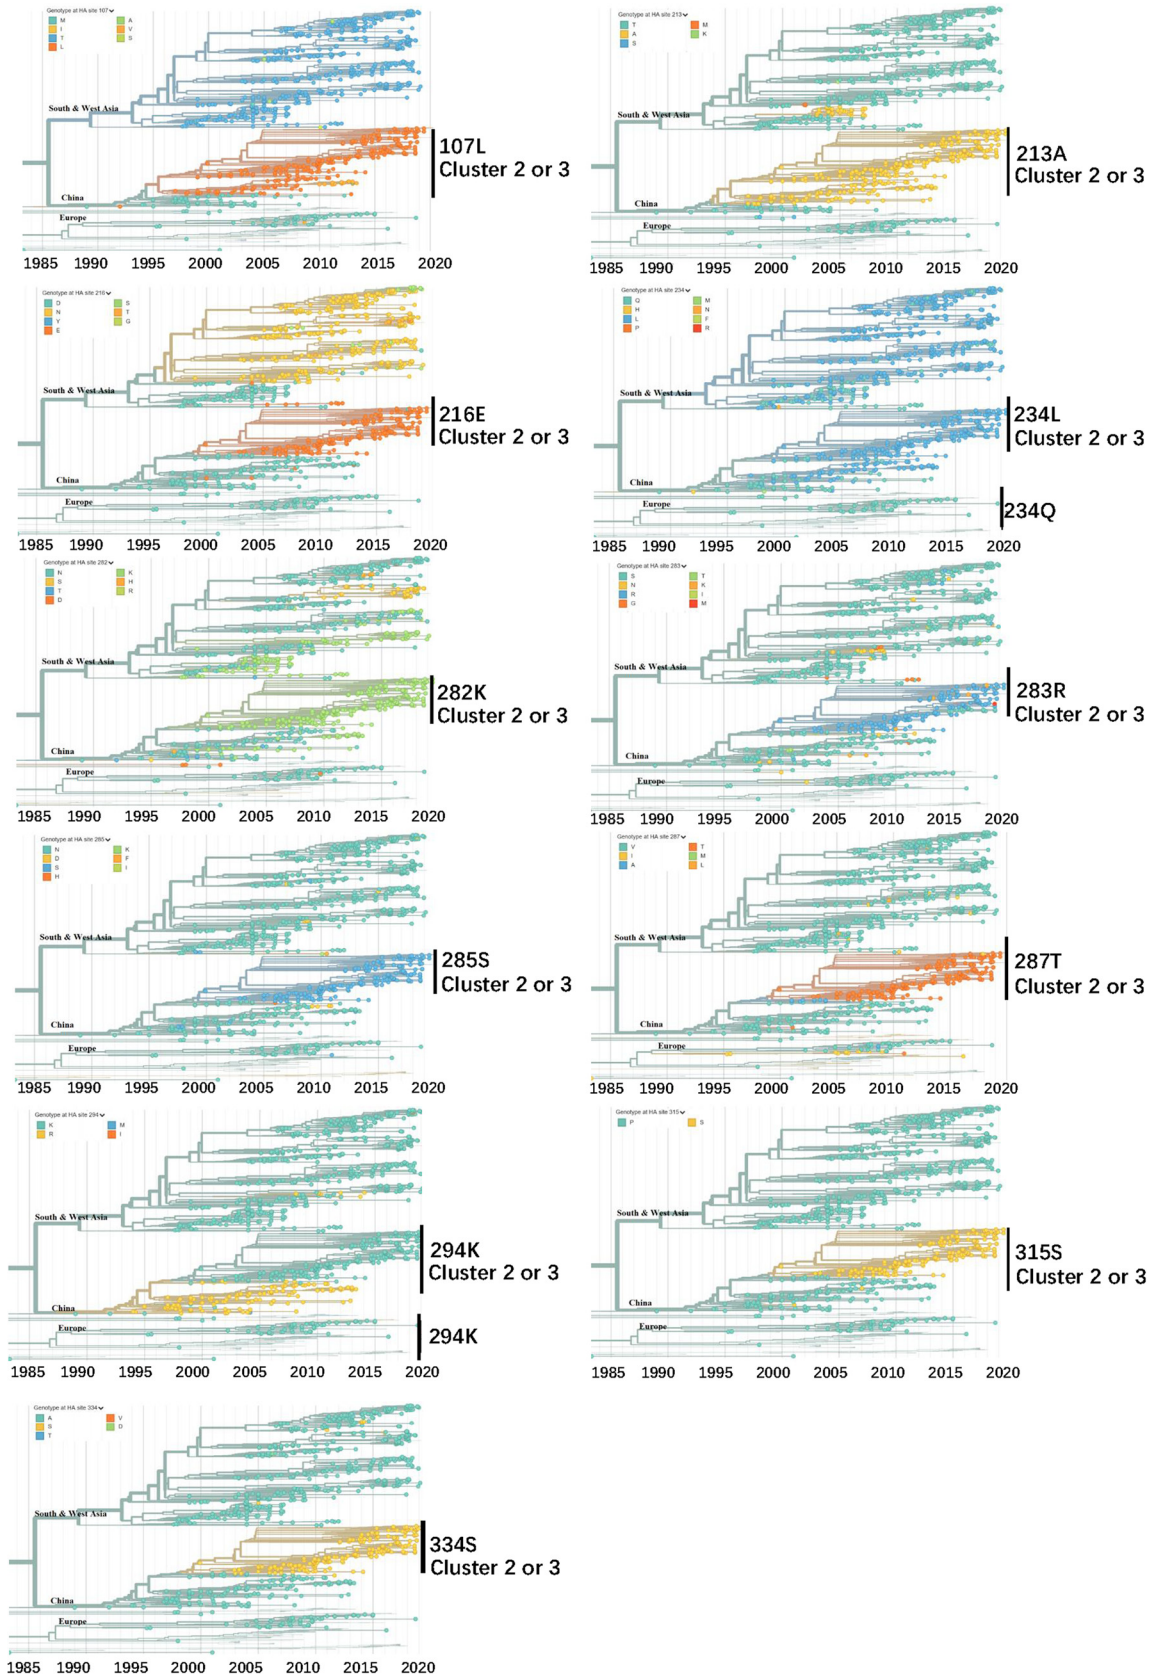 Genotype at HA site 107
M A
I V
T S
L
South & West Asia
China
Europe
107L
Cluster 2 or 3
1985 1990 1995 2000 2005 2010 2015 2020
Genotype at HA site 213
T M
A K
S
South & West Asia
China
Europe
213A
Cluster 2 or 3
1985 1990 1995 2000 2005 2010 2015 2020
Genotype at HA site 216
D S
N T
Y G
E
South & West Asia
China
Europe
216E
Cluster 2 or 3
1985 1990 1995 2000 2005 2010 2015 2020
Genotype at HA site 234
M
H N
L F
P R
South & West Asia
China
Europe
234L
Cluster 2 or 3
234Q
1985 1990 1995 2000 2005 2010 2015 2020
Genotype at HA site 282
N K
S H
T R
D
South & West Asia
China
Europe
282K
Cluster 2 or 3
1985 1990 1995 2000 2005 2010 2015 2020
Genotype at HA site 283
S T
N K
R I
G M
South & West Asia
China
Europe
283R
Cluster 2 or 3
1985 1990 1995 2000 2005 2010 2015 2020
Genotype at HA site 285
N K
D F
S I
H
South & West Asia
China
Europe
285S
Cluster 2 or 3
1985 1990 1995 2000 2005 2010 2015 2020
Genotype at HA site 287
V T
I M
A L
South & West Asia
China
Europe
287T
Cluster 2 or 3
1985 1990 1995 2000 2005 2010 2015 2020
Genotype at HA site 294
K M
R I
South & West Asia
China
Europe
294K
Cluster 2 or 3
294K
1985 1990 1995 2000 2005 2010 2015 2020
Genotype at HA site 315
P S
South & West Asia
China
Europe
315S
Cluster 2 or 3
1985 1990 1995 2000 2005 2010 2015 2020
Genotype at HA site 334
A V
S D
T
South & West Asia
China
Europe
334S
Cluster 2 or 3
1985 1990 1995 2000 2005 2010 2015 2020